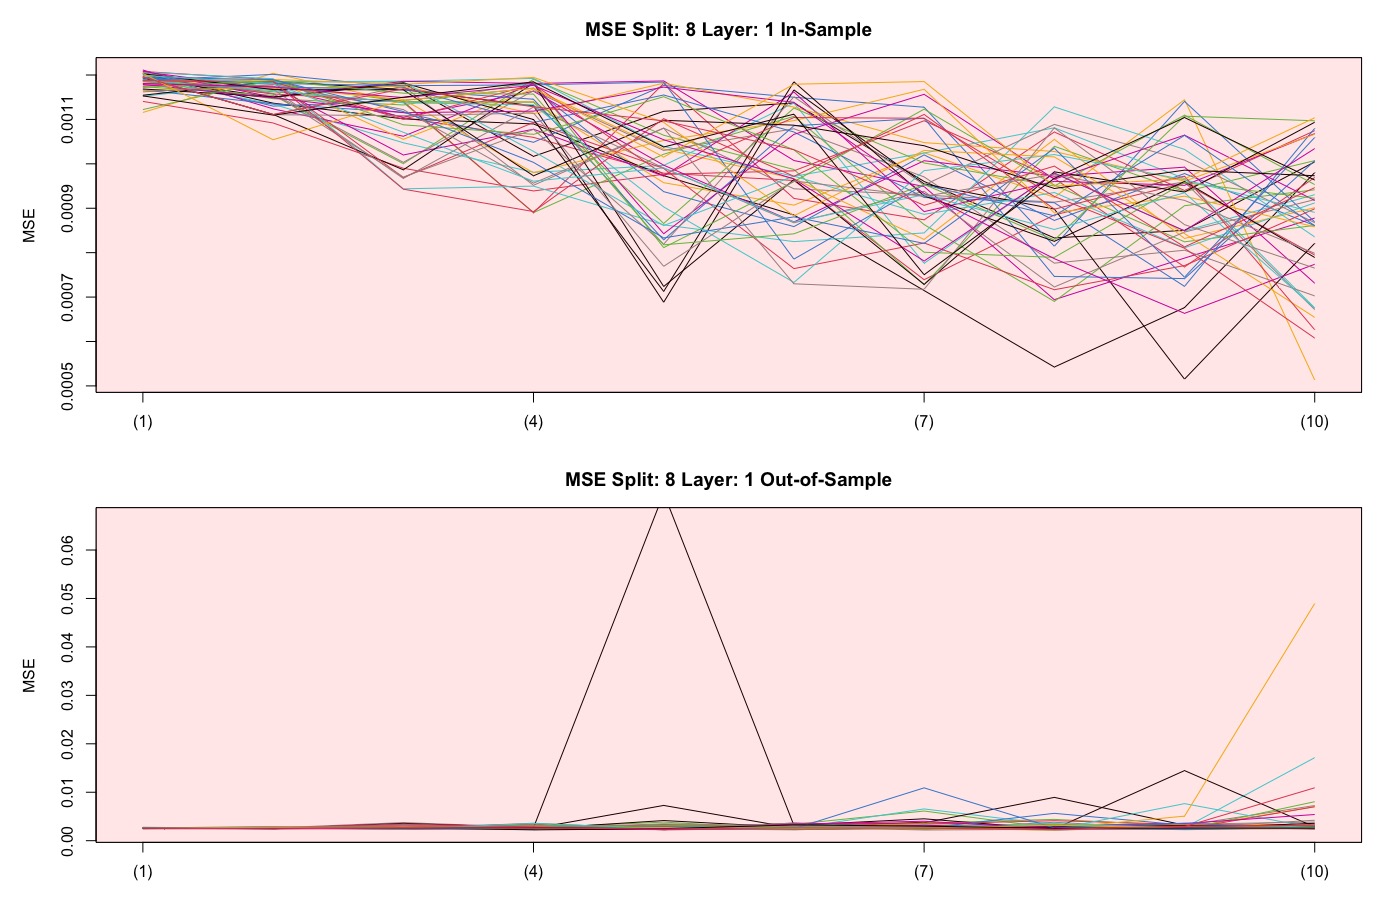 MSE Split: 8 Layer: 1 In-Sample
MSE
0.0011
0.0009
0.0007
0.0005
(1) (4) (7) (10)
MSE Split: 8 Layer: 1 Out-of-Sample
MSE
0.06
0.05
0.04
0.03
0.02
0.01
0.00
(1) (4) (7) (10)